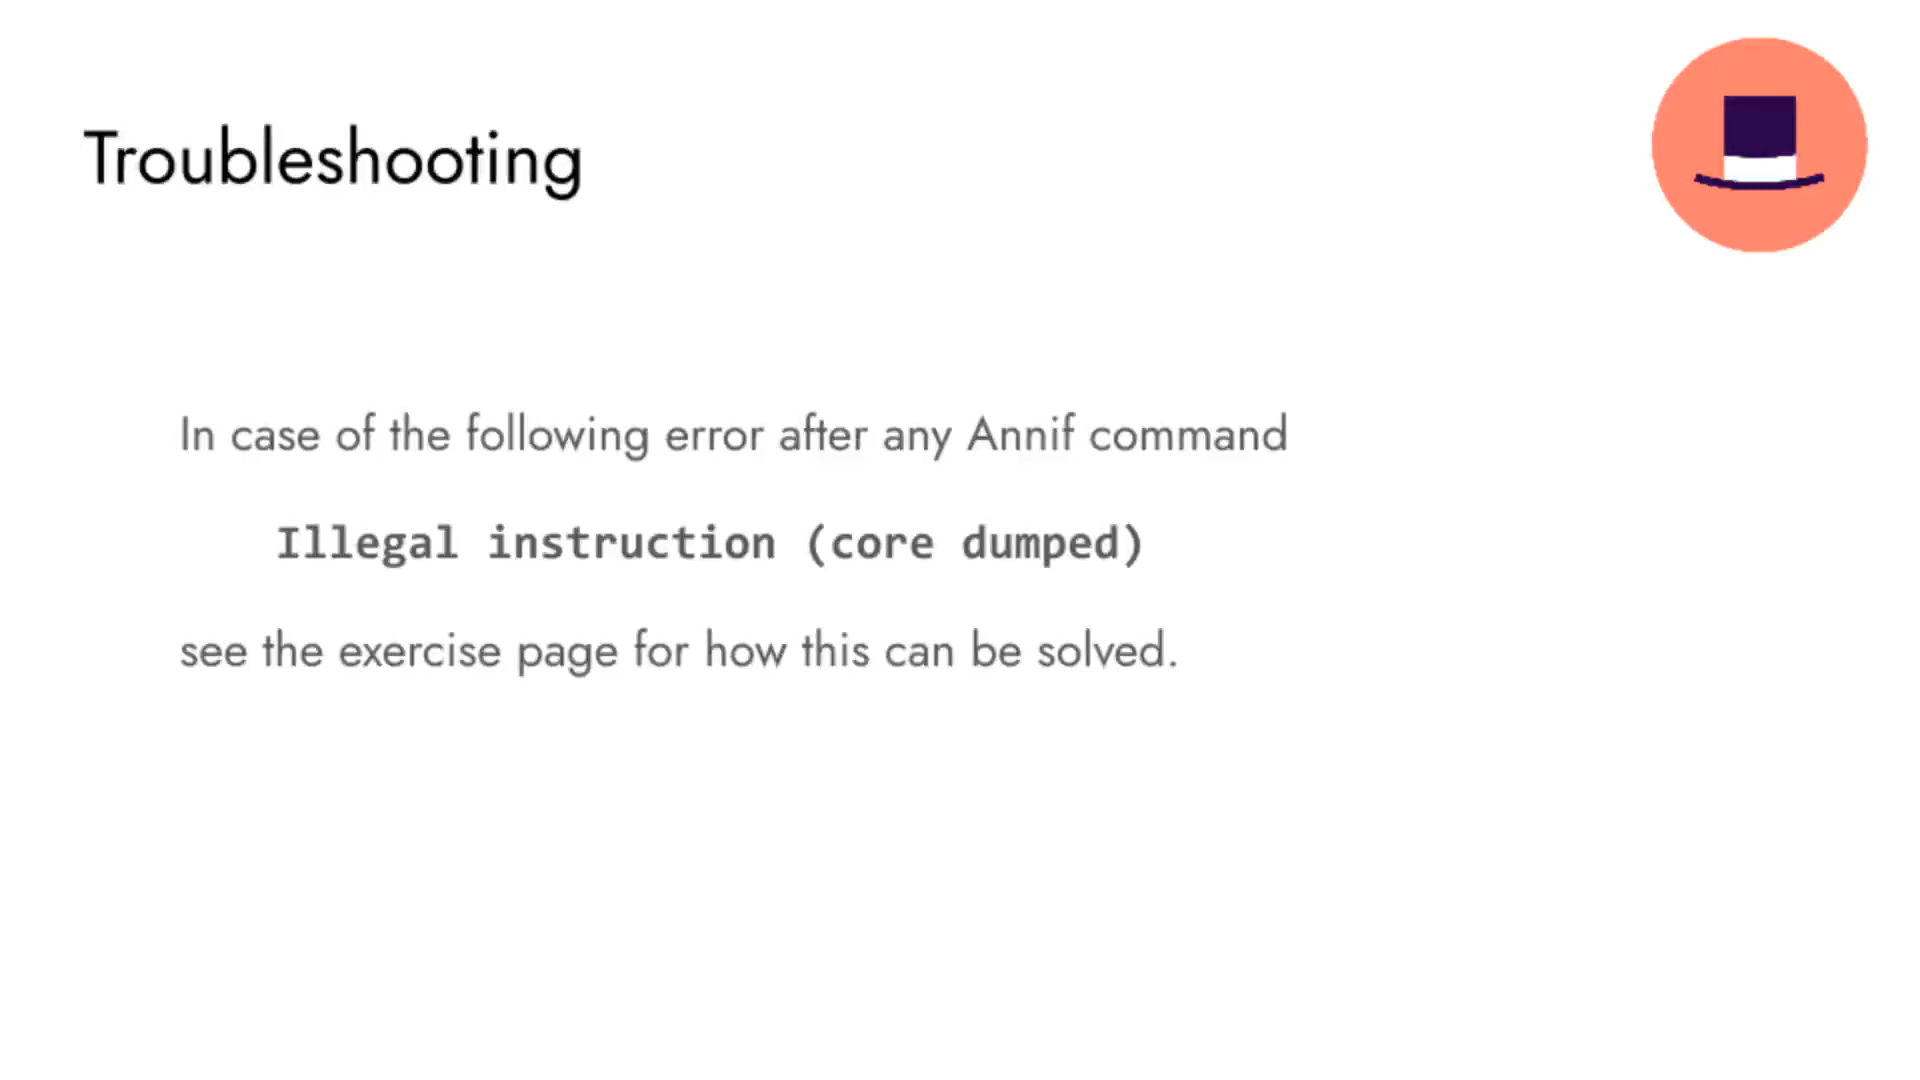 Troubleshooting
In case of the following error after any Annif command
Illegal instruction (core dumped)
see the exercise page for how this can be solved.